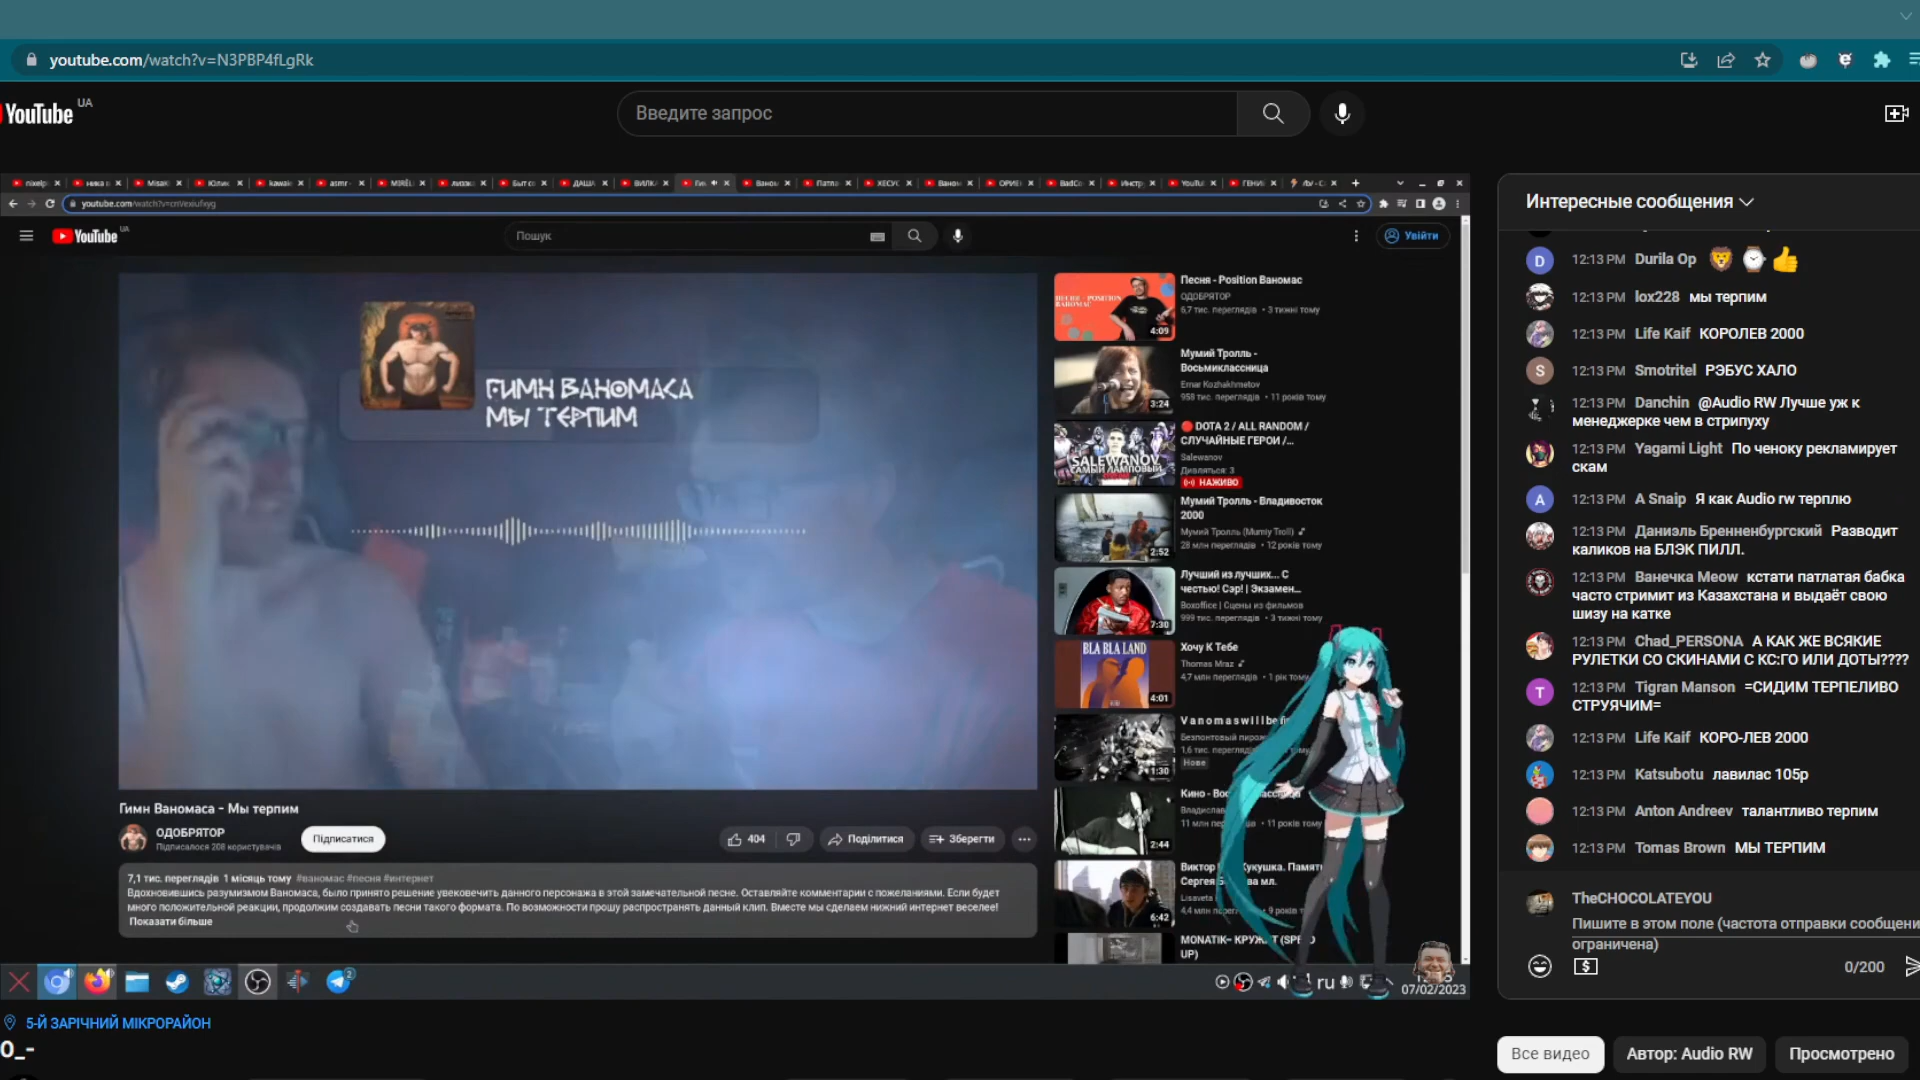 youtube.com/watch?v=N3PBP4fLgRk
YouTube UA
Введите запрос
youtube.com/watch?v=cnVexiufxyg
YouTube UA
Пошук
Увійти
ГИМН ВАНОМАСА
МЫ ТЕРПИМ
Гимн Ваномаса - Мы терпим
ОДОБРЯТОР
Підписалося 208 користувачів
Підписатися
404
Поділитися
Зберегти
7,1 тис. переглядів 1 місяць тому #ваномас #песня #интернет
Вдохновившись разумизмом Ваномаса, было принято решение увековечить данного персонажа в этой замечательной песне. Оставляйте комментарии с пожеланиями. Если будет
много положительной реакции, продолжим создавать песни такого формата. По возможности прошу распространять данный клип. Вместе мы сделаем нижний интернет веселее!
Показати більше
Песня - Position Ваномас
ОДОБРЯТОР
6,7 тис. переглядів • 3 тижні тому
4:09
Мумий Тролль -
Восьмиклассница
Emar Kozhakhmetov
958 тис. переглядів • 11 років тому
3:24
DOTA 2 / ALL RANDOM /
СЛУЧАЙНЫЕ ГЕРОИ /...
Salewanov
Дивляться: 3
НАЖИВО
SALEWANOV
САМЫЙ ЛАМПОВЫЙ
Мумий Тролль - Владивосток
2000
Мумий Тролль (Mumiy Troll)
28 млн переглядів • 12 років тому
2:52
Лучший из лучших... С
честью! Сэр! | Экзамен...
Boxoffice | Сцены из фильмов
999 тис. переглядів • 3 тижні тому
7:30
Хочу К Тебе
Thomas Mraz
4,7 млн переглядів • 1 рік тому
BLA BLA LAND
4:01
V a n o m a s w i l l b e
1,6 тис.
Нове
1:30
Кино -
11 млн
• 11 років тому
2:44
Виктор
Кукушка. Памяти
Сергея
мл.
Lisaveta
4,4 млн
• 9 років
6:42
MONATIK-
UP)
ru
07/02/2023
5-Й ЗАРІЧНИЙ МІКРОРАЙОН
0_-
Интересные сообщения
12:13 PM Durila Op
12:13 PM lox228 мы терпим
12:13 PM Life Kaif КОРОЛЕВ 2000
12:13 PM Smotritel РЭБУС ХАЛО
12:13 PM Danchin @Audio RW Лучше уж к
менеджерке чем в стрипуху
12:13 PM Yagami Light По ченоку рекламирует
скам
12:13 PM A Snaip Я как Audio rw терплю
12:13 PM Даниэль Бренненбургский Разводит
каликов на БЛЭК ПИЛЛ.
12:13 PM Ванечка Meow кстати патлатая бабка
часто стримит из Казахстана и выдаёт свою
шизу на катке
12:13 PM Chad_PERSONA А КАК ЖЕ ВСЯКИЕ
РУЛЕТКИ СО СКИНАМИ С КС:ГО ИЛИ ДОТЫ????
12:13 PM Tigran Manson =СИДИМ ТЕРПЕЛИВО
СТРУЯЧИМ=
12:13 PM Life Kaif КОРО-ЛЕВ 2000
12:13 PM Katsubotu лавилас 105р
12:13 PM Anton Andreev талантливо терпим
12:13 PM Tomas Brown МЫ ТЕРПИМ
TheCHOCOLATEYOU
Пишите в этом поле (частота отправки сообщени
ограничена)
0/200
Все видео
Автор: Audio RW
Просмотрено